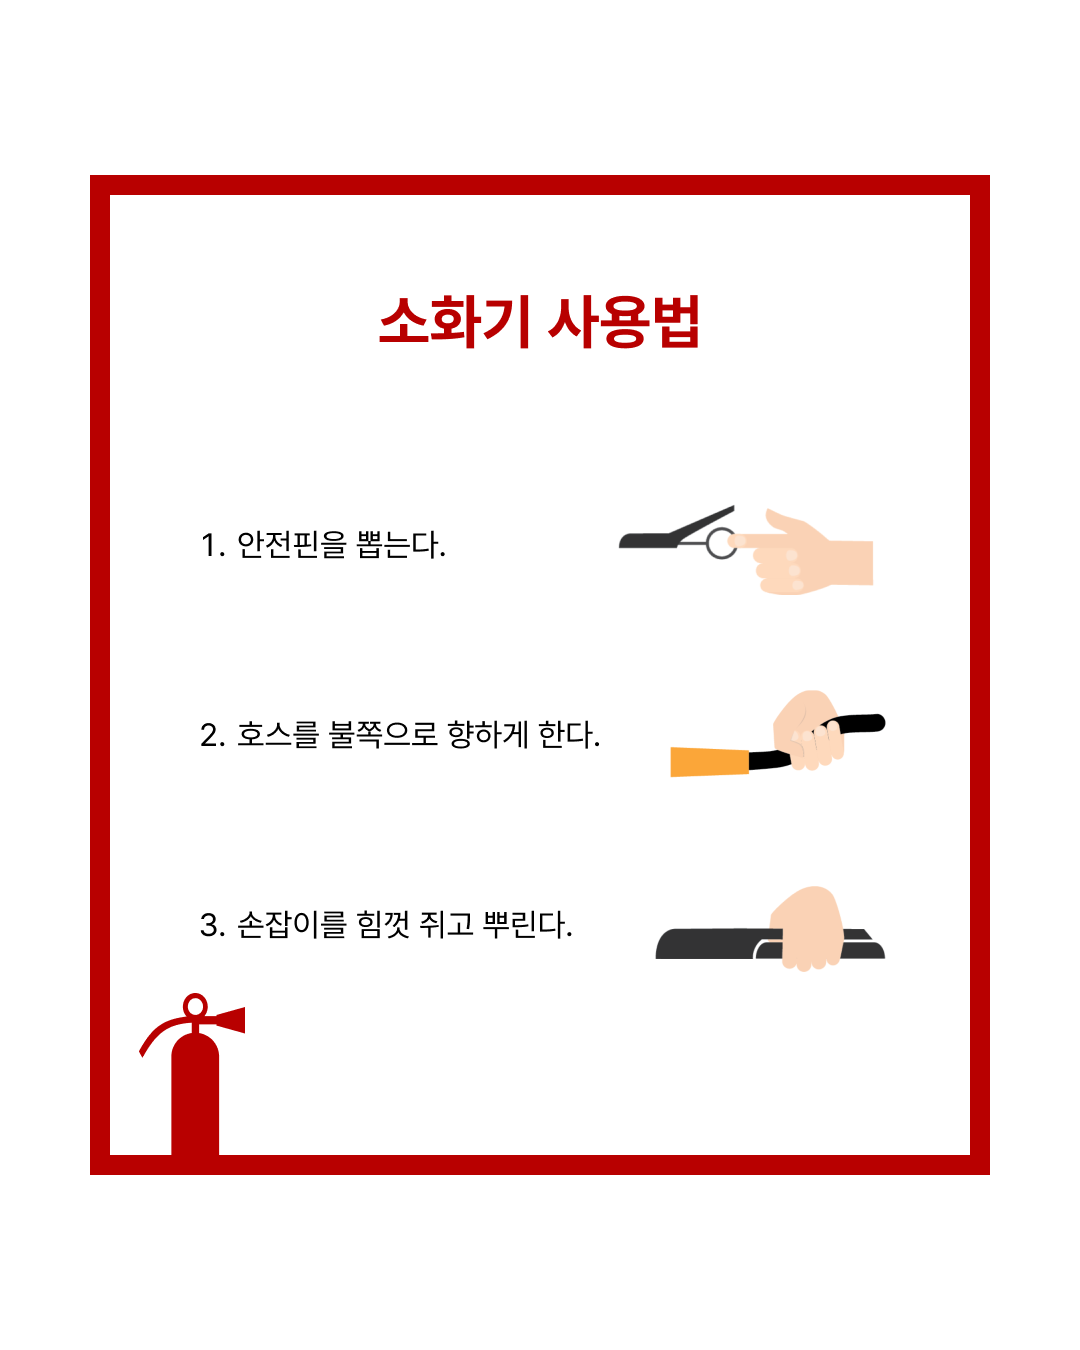 소화기 사용법
1. 안전핀을 뽑는다.
2. 호스를 불쪽으로 향하게 한다.
3. 손잡이를 힘껏 쥐고 뿌린다.